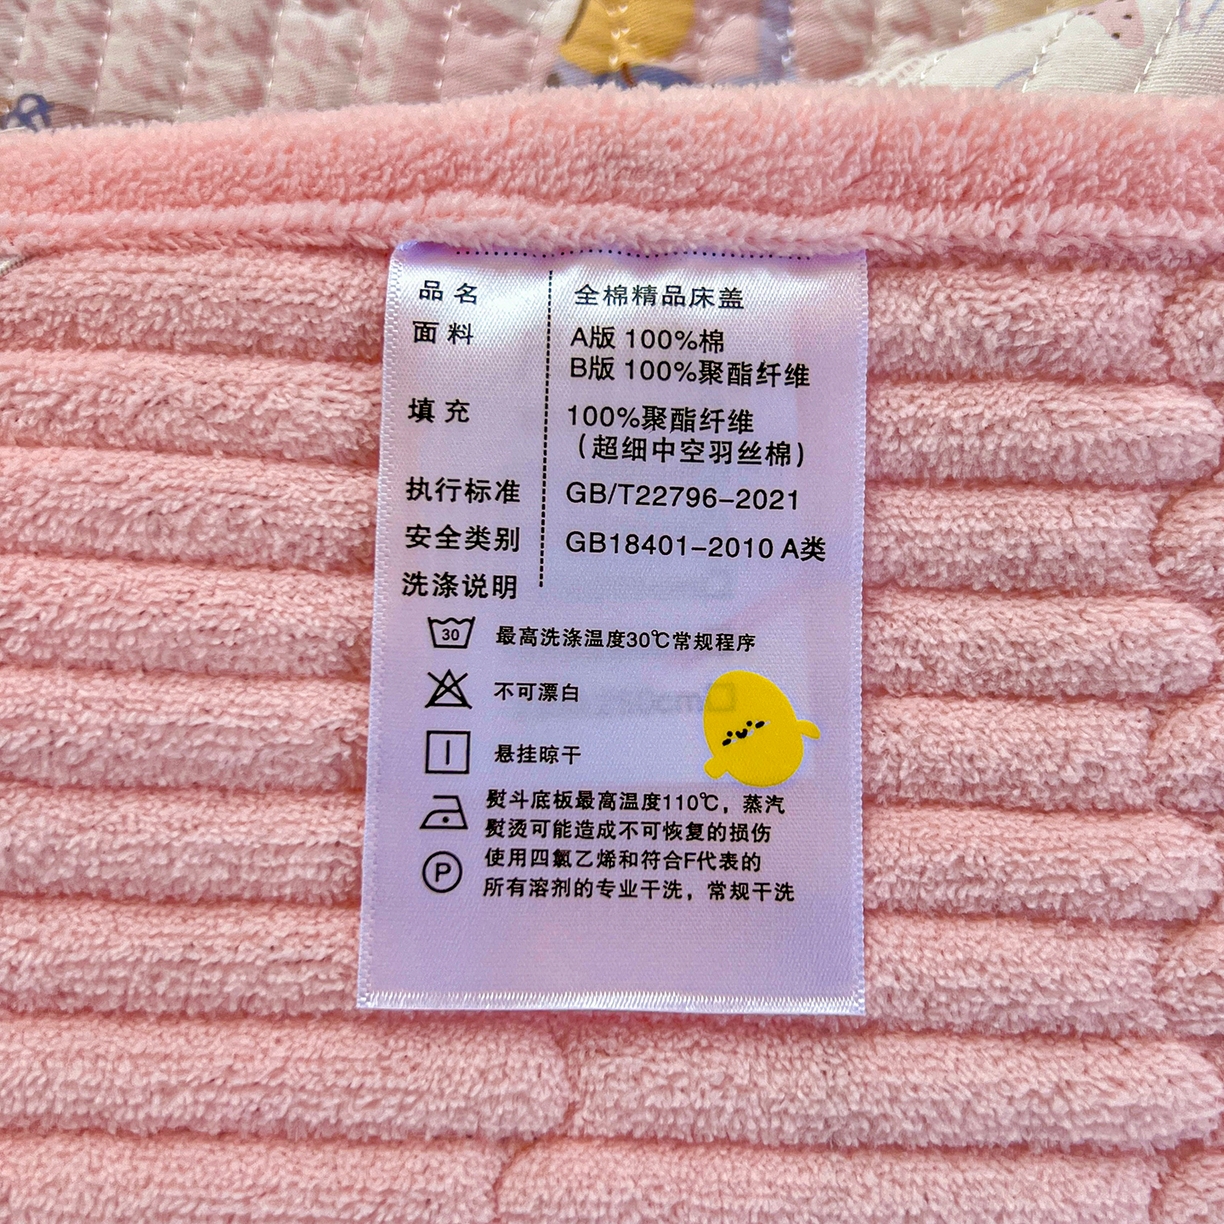 品名 全棉精品床盖
面料 A版 100%棉
B版 100%聚酯纤维
填充 100%聚酯纤维
（超细中空羽丝棉）
执行标准 GB/T22796-2021
安全类别 GB18401-2010 A类
洗涤说明
30 最高洗涤温度30℃常规程序
不可漂白
悬挂晾干
熨斗底板最高温度110℃，蒸汽
熨烫可能造成不可恢复的损伤
P 使用四氯乙烯和符合F代表的
所有溶剂的专业干洗，常规干洗